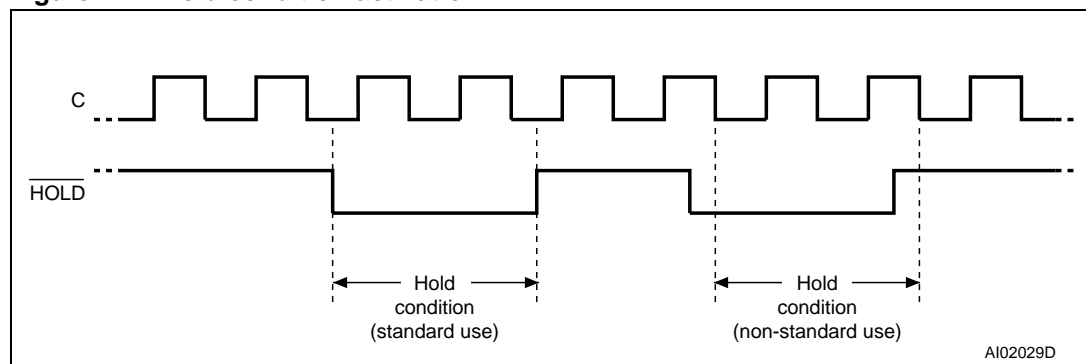 C
HOLD
Hold
condition
(standard use)
Hold
condition
(non-standard use)
AI02029D